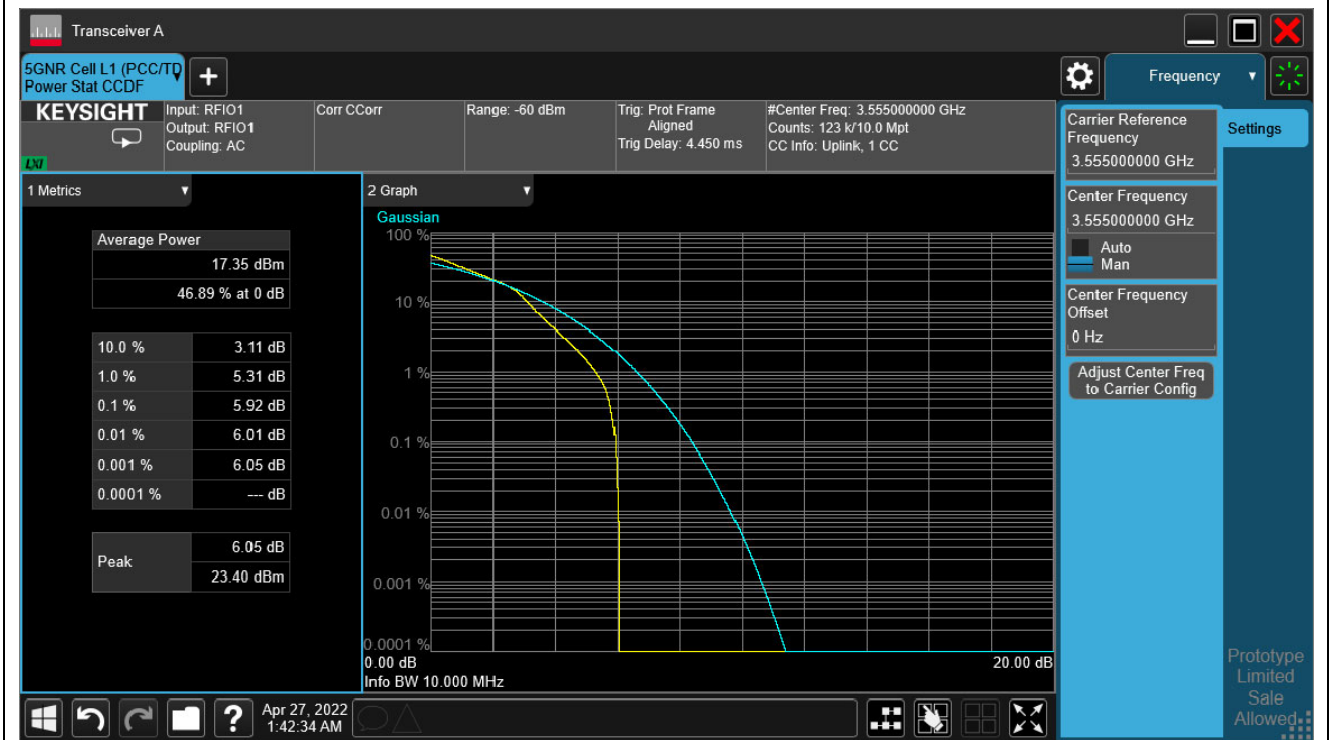 Transceiver A
5GNR Cell L1 (PCC/TD
Power Stat CCDF
+
Frequency
KEYSIGHT
LXI
Input: RFIO1
Output: RFIO1
Coupling: AC
Corr CCorr
Range: -60 dBm
Trig: Prot Frame
Aligned
Trig Delay: 4.450 ms
#Center Freq: 3.555000000 GHz
Counts: 123 k/10.0 Mpt
CC Info: Uplink, 1 CC
Carrier Reference
Frequency
3.555000000 GHz
Settings
Center Frequency
3.555000000 GHz
Auto
Man
Center Frequency
Offset
0 Hz
Adjust Center Freq
to Carrier Config
1 Metrics
Average Power
17.35 dBm
46.89 % at 0 dB
10.0 % 3.11 dB
1.0 % 5.31 dB
0.1 % 5.92 dB
0.01 % 6.01 dB
0.001 % 6.05 dB
0.0001 % --- dB
Peak
6.05 dB
23.40 dBm
2 Graph
Gaussian
100 %
10 %
1 %
0.1 %
0.01 %
0.001 %
0.0001 %
0.00 dB
20.00 dB
Info BW 10.000 MHz
Prototype
Limited
Sale
Allowed
?
Apr 27, 2022
1:42:34 AM